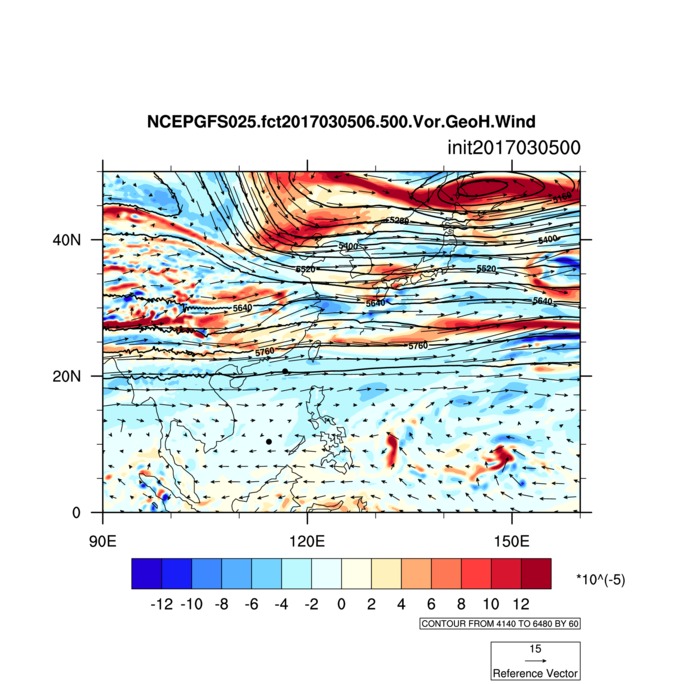 NCEPGFS025.fct2017030506.500.Vor.GeoH.Wind
init2017030500
5160
5280
40N
5400
5400
5520
5520
5640
5640
5640
5760
5760
20N
0
90E 120E 150E
-12 -10 -8 -6 -4 -2 0 2 4 6 8 10 12
*10^(-5)
CONTOUR FROM 4140 TO 6480 BY 60
15
Reference Vector